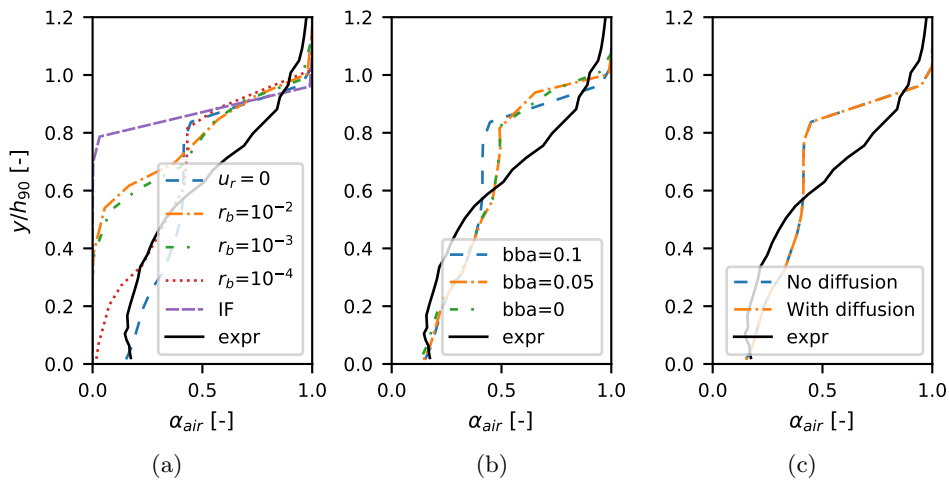 1.2
1.0
0.8
0.6
0.4
0.2
0.0
y/h₉₀ [-]
0.0 0.5 1.0
α_air [-]
u_r = 0
r_b=10⁻²
r_b=10⁻³
r_b=10⁻⁴
IF
expr
(a)
1.2
1.0
0.8
0.6
0.4
0.2
0.0
0.0 0.5 1.0
α_air [-]
bba=0.1
bba=0.05
bba=0
expr
(b)
1.2
1.0
0.8
0.6
0.4
0.2
0.0
0.0 0.5 1.0
α_air [-]
No diffusion
With diffusion
expr
(c)